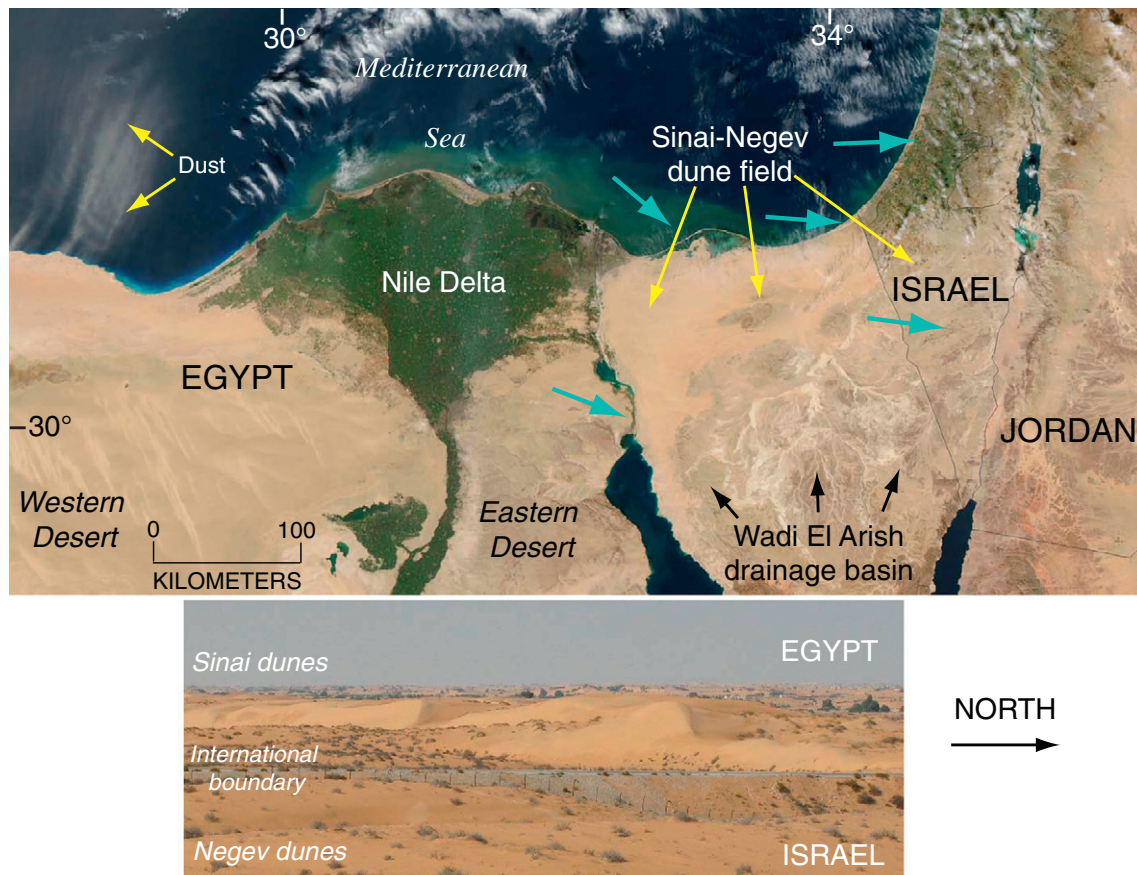 30°
34°
Mediterranean
Sea
Dust
Sinai-Negev
dune field
Nile Delta
ISRAEL
EGYPT
30°
JORDAN
Western
Desert
0
100
KILOMETERS
Eastern
Desert
Wadi El Arish
drainage basin
Sinai dunes
EGYPT
International
boundary
Negev dunes
ISRAEL
NORTH